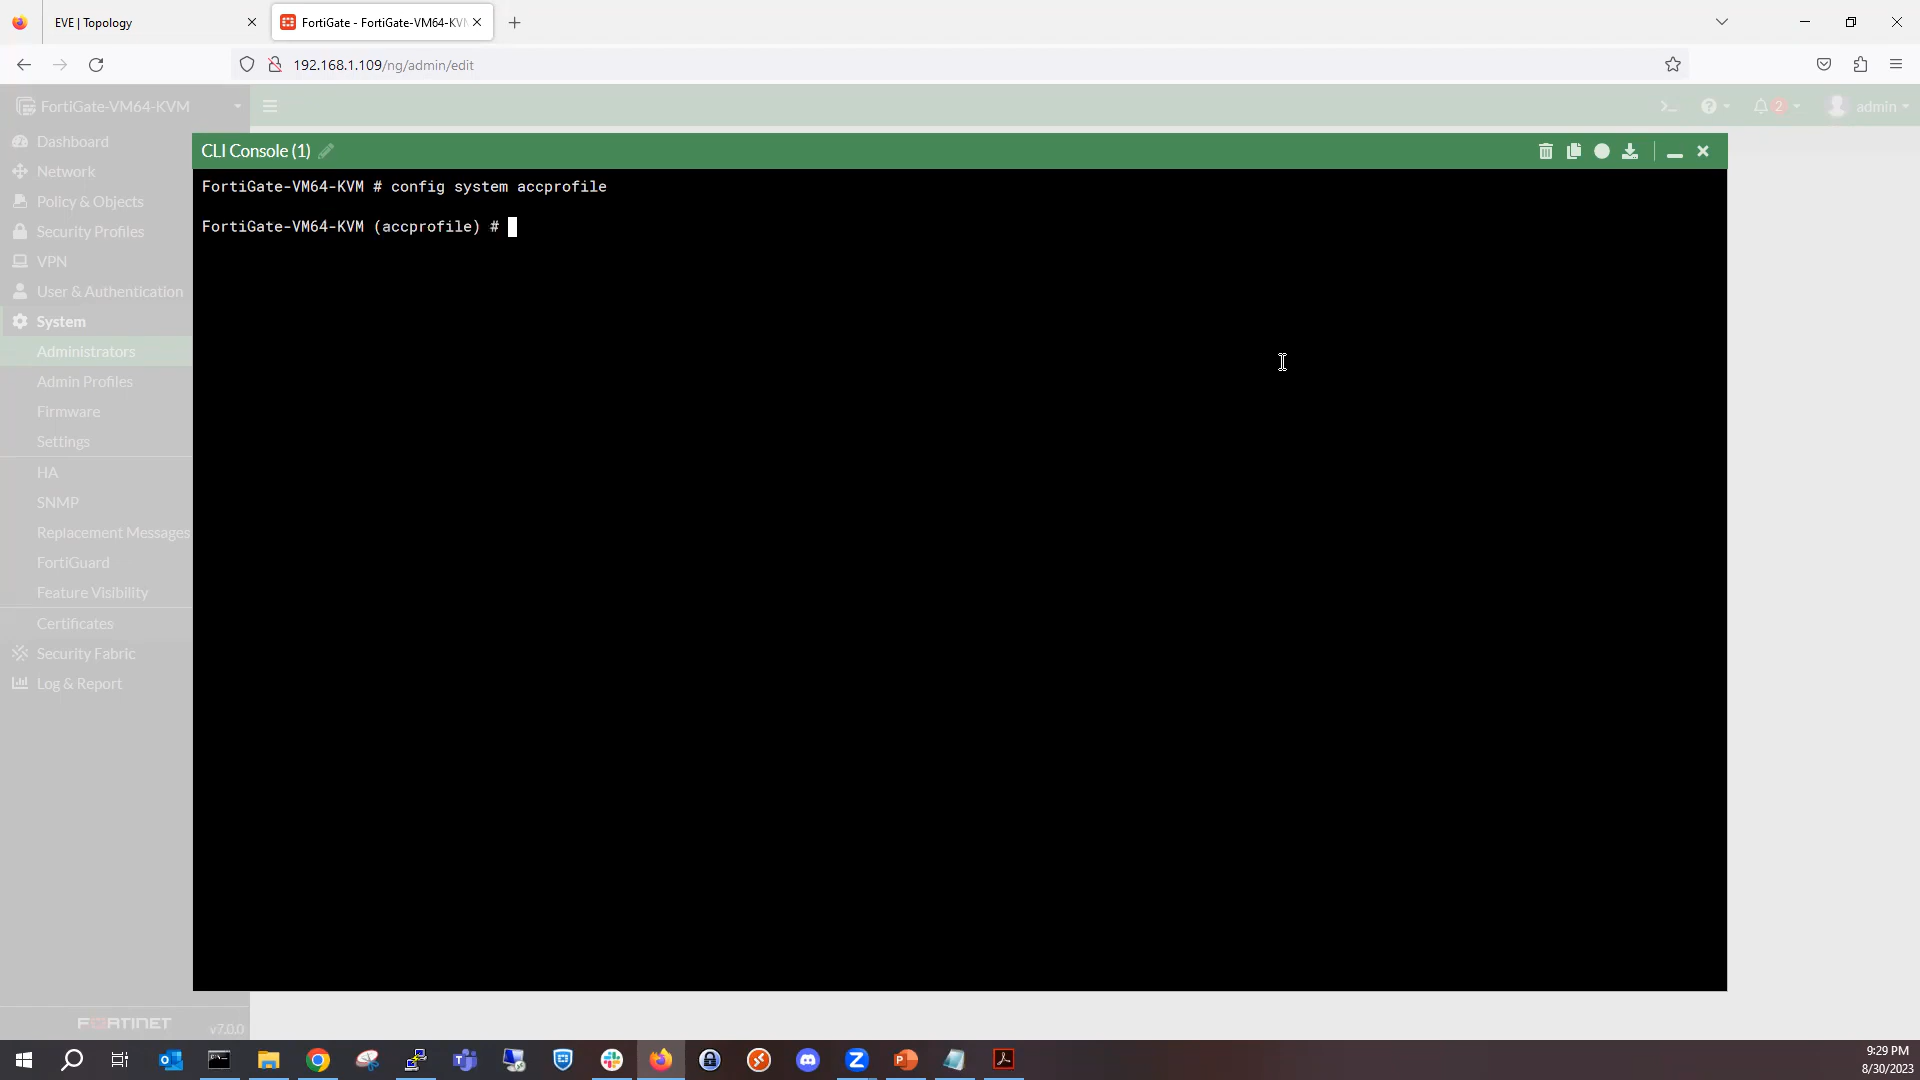 EVE | Topology
FortiGate - FortiGate-VM64-KVM
192.168.1.109/ng/admin/edit
FortiGate-VM64-KVM
2
admin
Dashboard
Network
Policy & Objects
Security Profiles
VPN
User & Authentication
System
Administrators
Admin Profiles
Firmware
Settings
HA
SNMP
Replacement Messages
FortiGuard
Feature Visibility
Certificates
Security Fabric
Log & Report
FORTINET
v7.0.0
CLI Console (1)
FortiGate-VM64-KVM # config system accprofile
FortiGate-VM64-KVM (accprofile) #
9:29 PM
8/30/2023